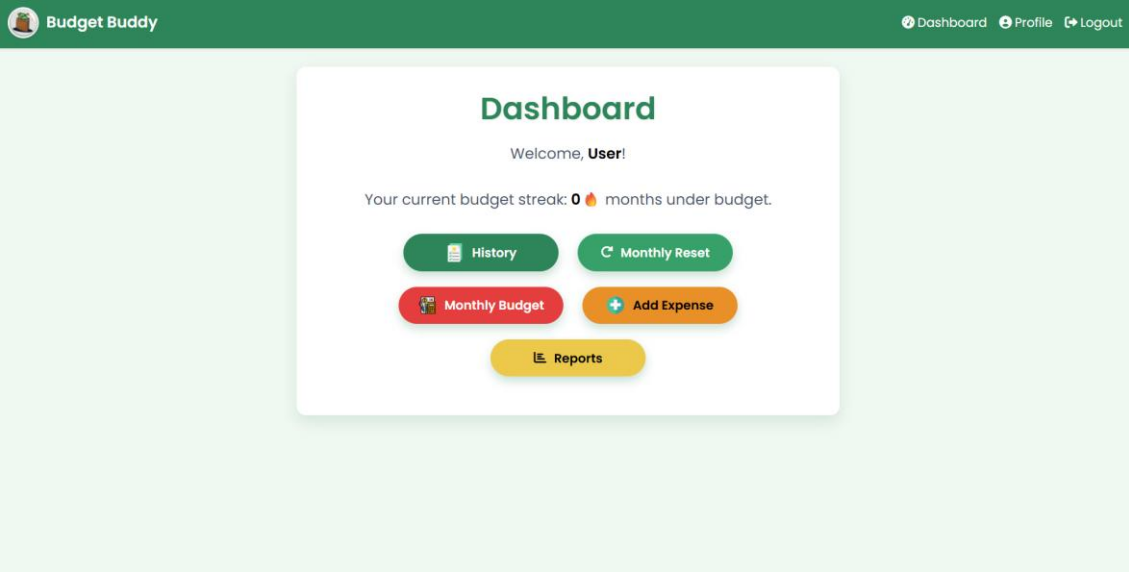 Budget Buddy
Dashboard Profile Logout
Dashboard
Welcome, User!
Your current budget streak: 0🔥 months under budget.
History
Monthly Reset
Monthly Budget
Add Expense
Reports